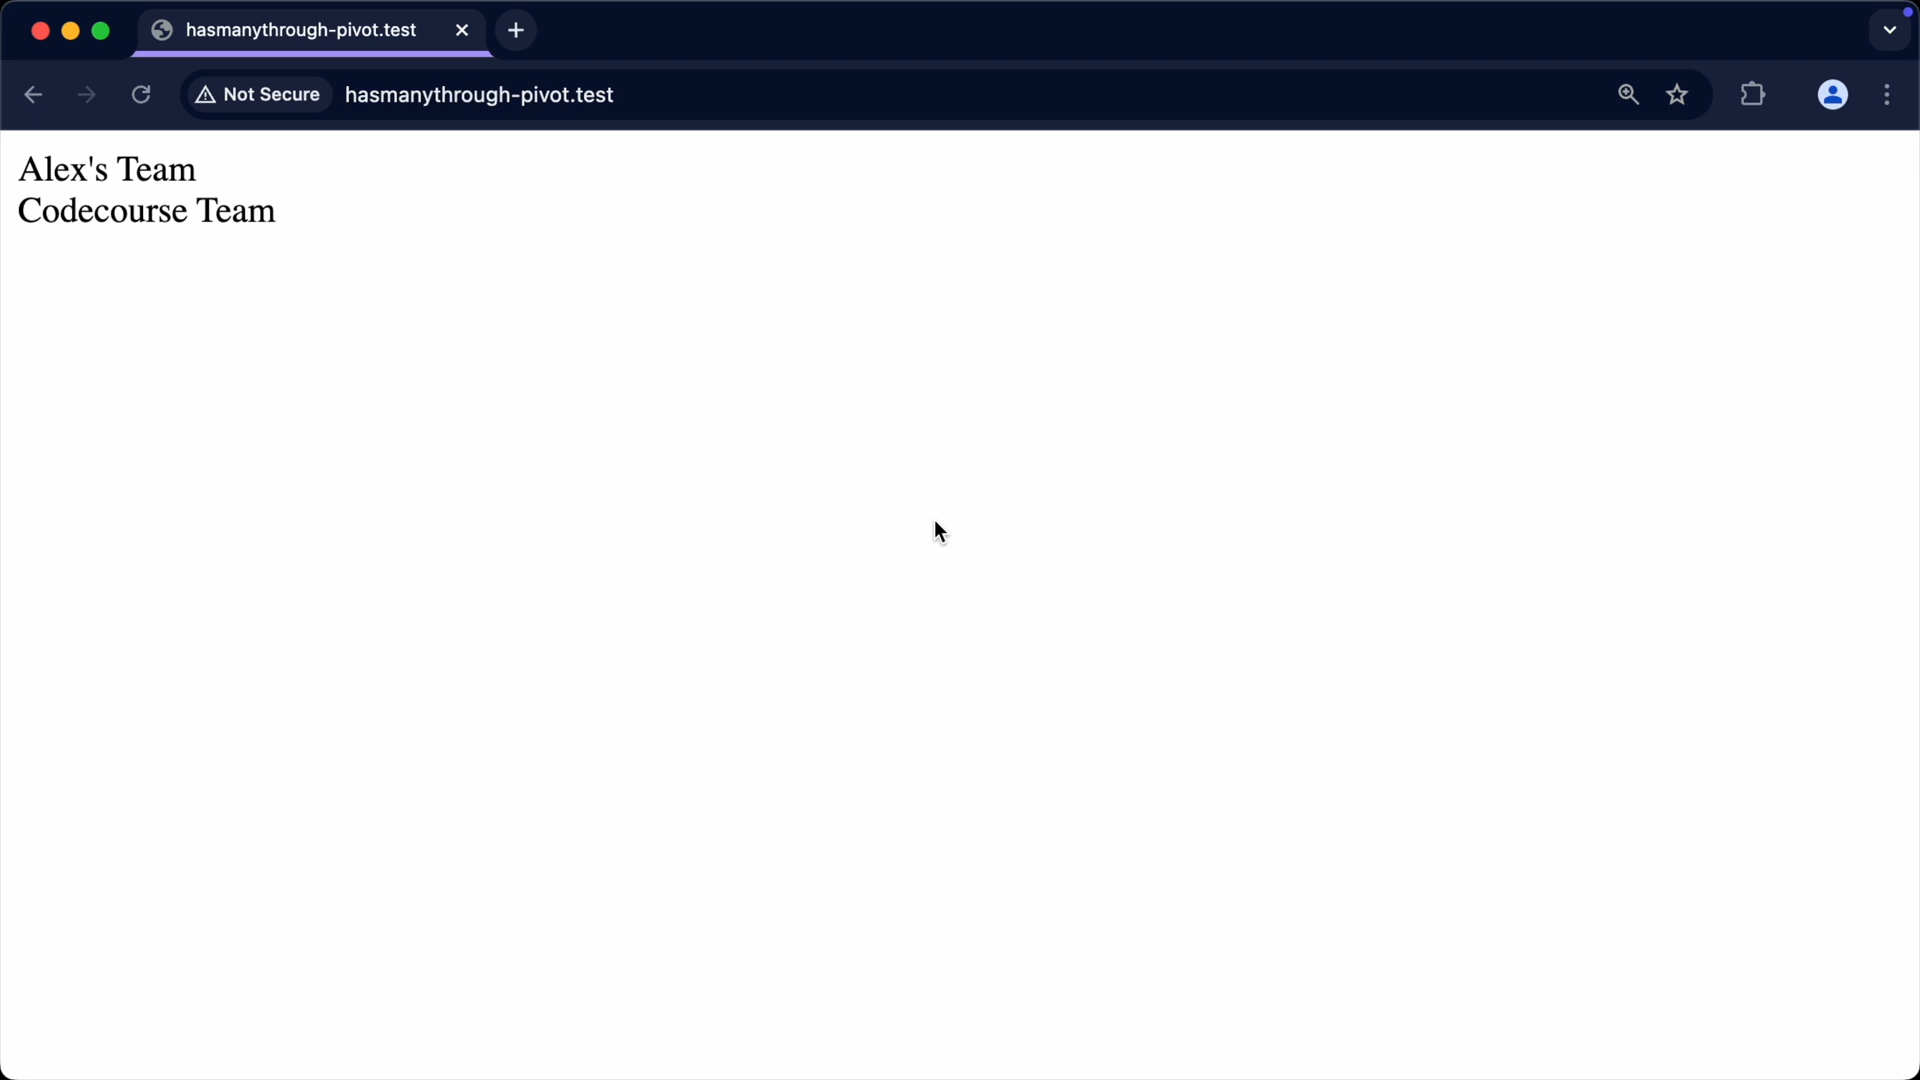 hasmanythrough-pivot.test
Not Secure
hasmanythrough-pivot.test
Alex's Team
Codecourse Team